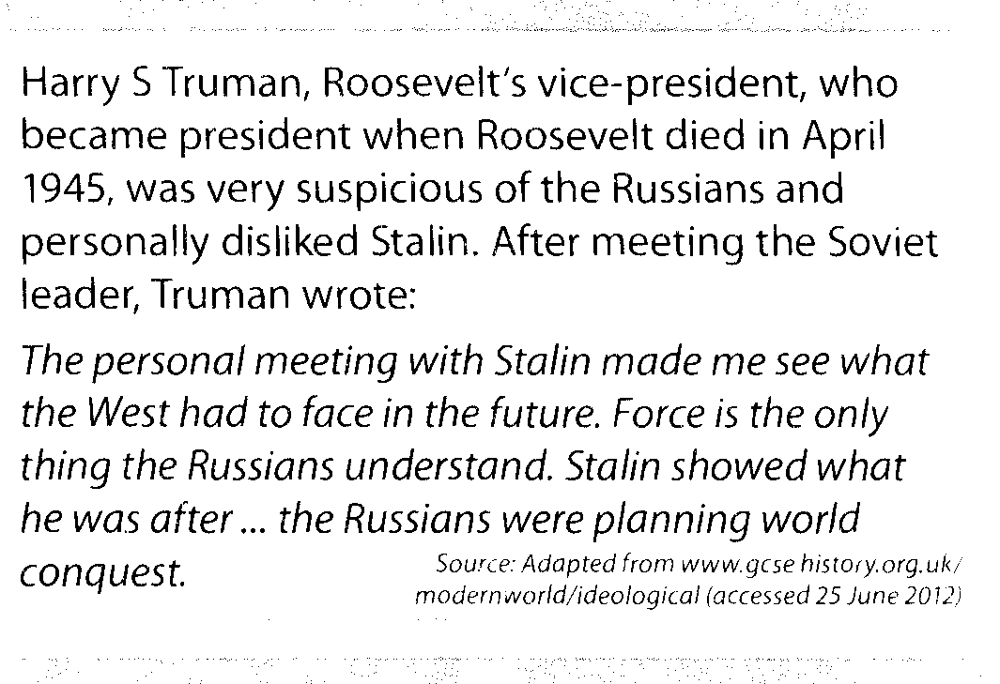 Harry S Truman, Roosevelt's vice-president, who
became president when Roosevelt died in April
1945, was very suspicious of the Russians and
personally disliked Stalin. After meeting the Soviet
leader, Truman wrote:
The personal meeting with Stalin made me see what
the West had to face in the future. Force is the only
thing the Russians understand. Stalin showed what
he was after ... the Russians were planning world
conquest.
Source: Adapted from www.gcse history.org.uk/
modernworld/ideological (accessed 25 June 2012)